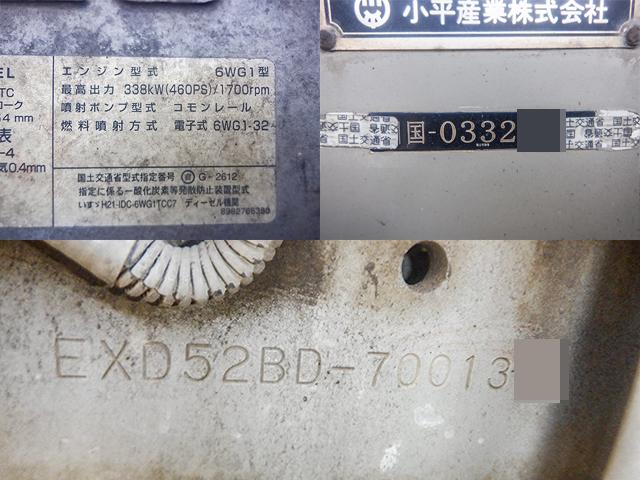 EL
TC
ローク
54 mm
表
-4
気0.4mm
エンジン型式 6WG1型
最高出力 338kW(460PS)/1700rpm
噴射ポンプ型式 コモンレール
燃料噴射方式 電子式 6WG1-32
国土交通省型式指定番号 G-2612
指定に係る一酸化炭素等発散防止装置型式
いすゞH21-IDC-6WG1TCC7 ディーゼル機関
8982765380
小平産業株式会社
国-0332
EXD52BD-70013